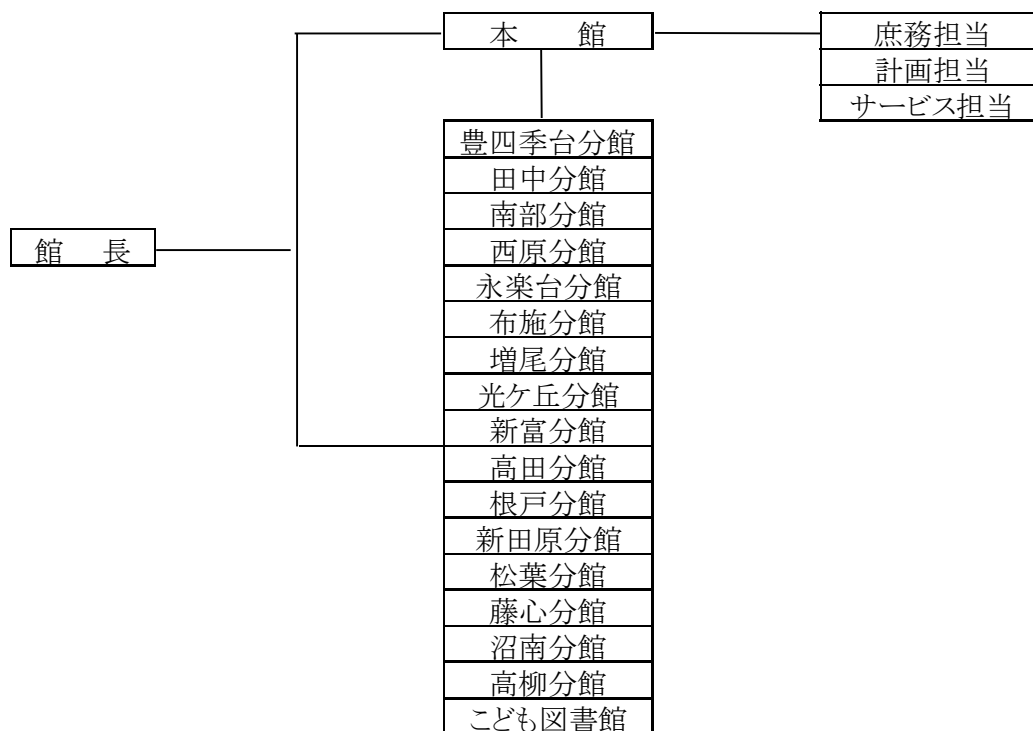 本　館
庶務担当
計画担当
サービス担当
館　長
豊四季台分館
田中分館
南部分館
西原分館
永楽台分館
布施分館
増尾分館
光ケ丘分館
新富分館
高田分館
根戸分館
新田原分館
松葉分館
藤心分館
沼南分館
高柳分館
こども図書館